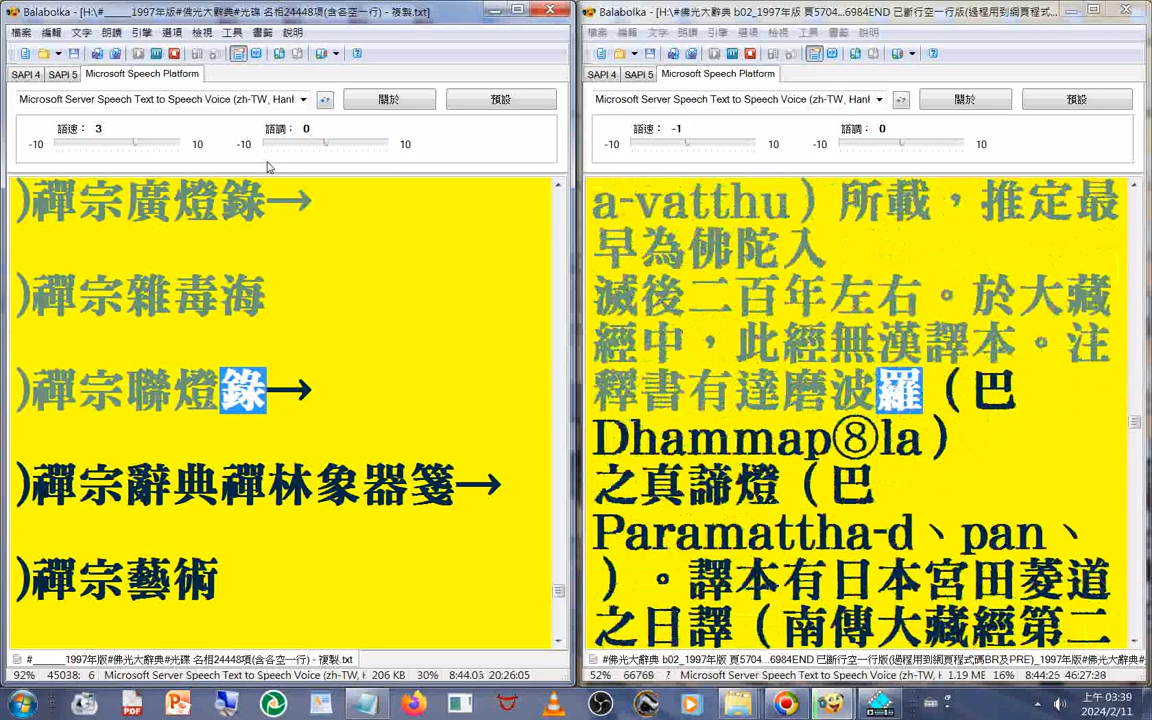 Balabolka - [H:\#_____1997年版#佛光大辭典#光碟 名相24448項(含各空一行) - 複製.txt]
檔案 編輯 文字 朗讀 引擎 選項 檢視 工具 書籤 說明
SAPI 4 SAPI 5 Microsoft Speech Platform
Microsoft Server Speech Text to Speech Voice (zh-TW, Hanl
關於 預設
語速： 3 語調： 0
-10 10 -10 10
)禪宗廣燈錄→
)禪宗雜毒海
)禪宗聯燈錄→
)禪宗辭典禪林象器箋→
)禪宗藝術
#_____1997年版#佛光大辭典#光碟 名相24448項(含各空一行) - 複製.txt
92% 45038: 6 Microsoft Server Speech Text to Speech Voice (zh-TW, H 206 KB 30% 8:44:03 20:26:05
Balabolka - [H:\#佛光大辭典 b02_1997年版 頁5704...6984END 已斷行空一行版(過程用到網頁程式...
檔案 編輯 文字 朗讀 引擎 選項 檢視 工具 書籤 說明
SAPI 4 SAPI 5 Microsoft Speech Platform
Microsoft Server Speech Text to Speech Voice (zh-TW, Hanl
關於 預設
語速： -1 語調： 0
-10 10 -10 10
a-vatthu）所載，推定最
早為佛陀入
滅後二百年左右。於大藏
經中，此經無漢譯本。注
釋書有達磨波羅（巴
Dhammap⑧la）
之真諦燈（巴
Paramattha-d、pan、
）。譯本有日本宮田菱道
之日譯（南傳大藏經第二
#佛光大辭典 b02_1997年版 頁5704...6984END 已斷行空一行版(過程用到網頁程式碼BR及PRE)_1997年版#佛光大辭典#
52% 66769: ? Microsoft Server Speech Text to Speech Voice (zh-TW, H 1.19 ME 16% 8:44:25 46:27:38
上午 03:39
2024/2/11